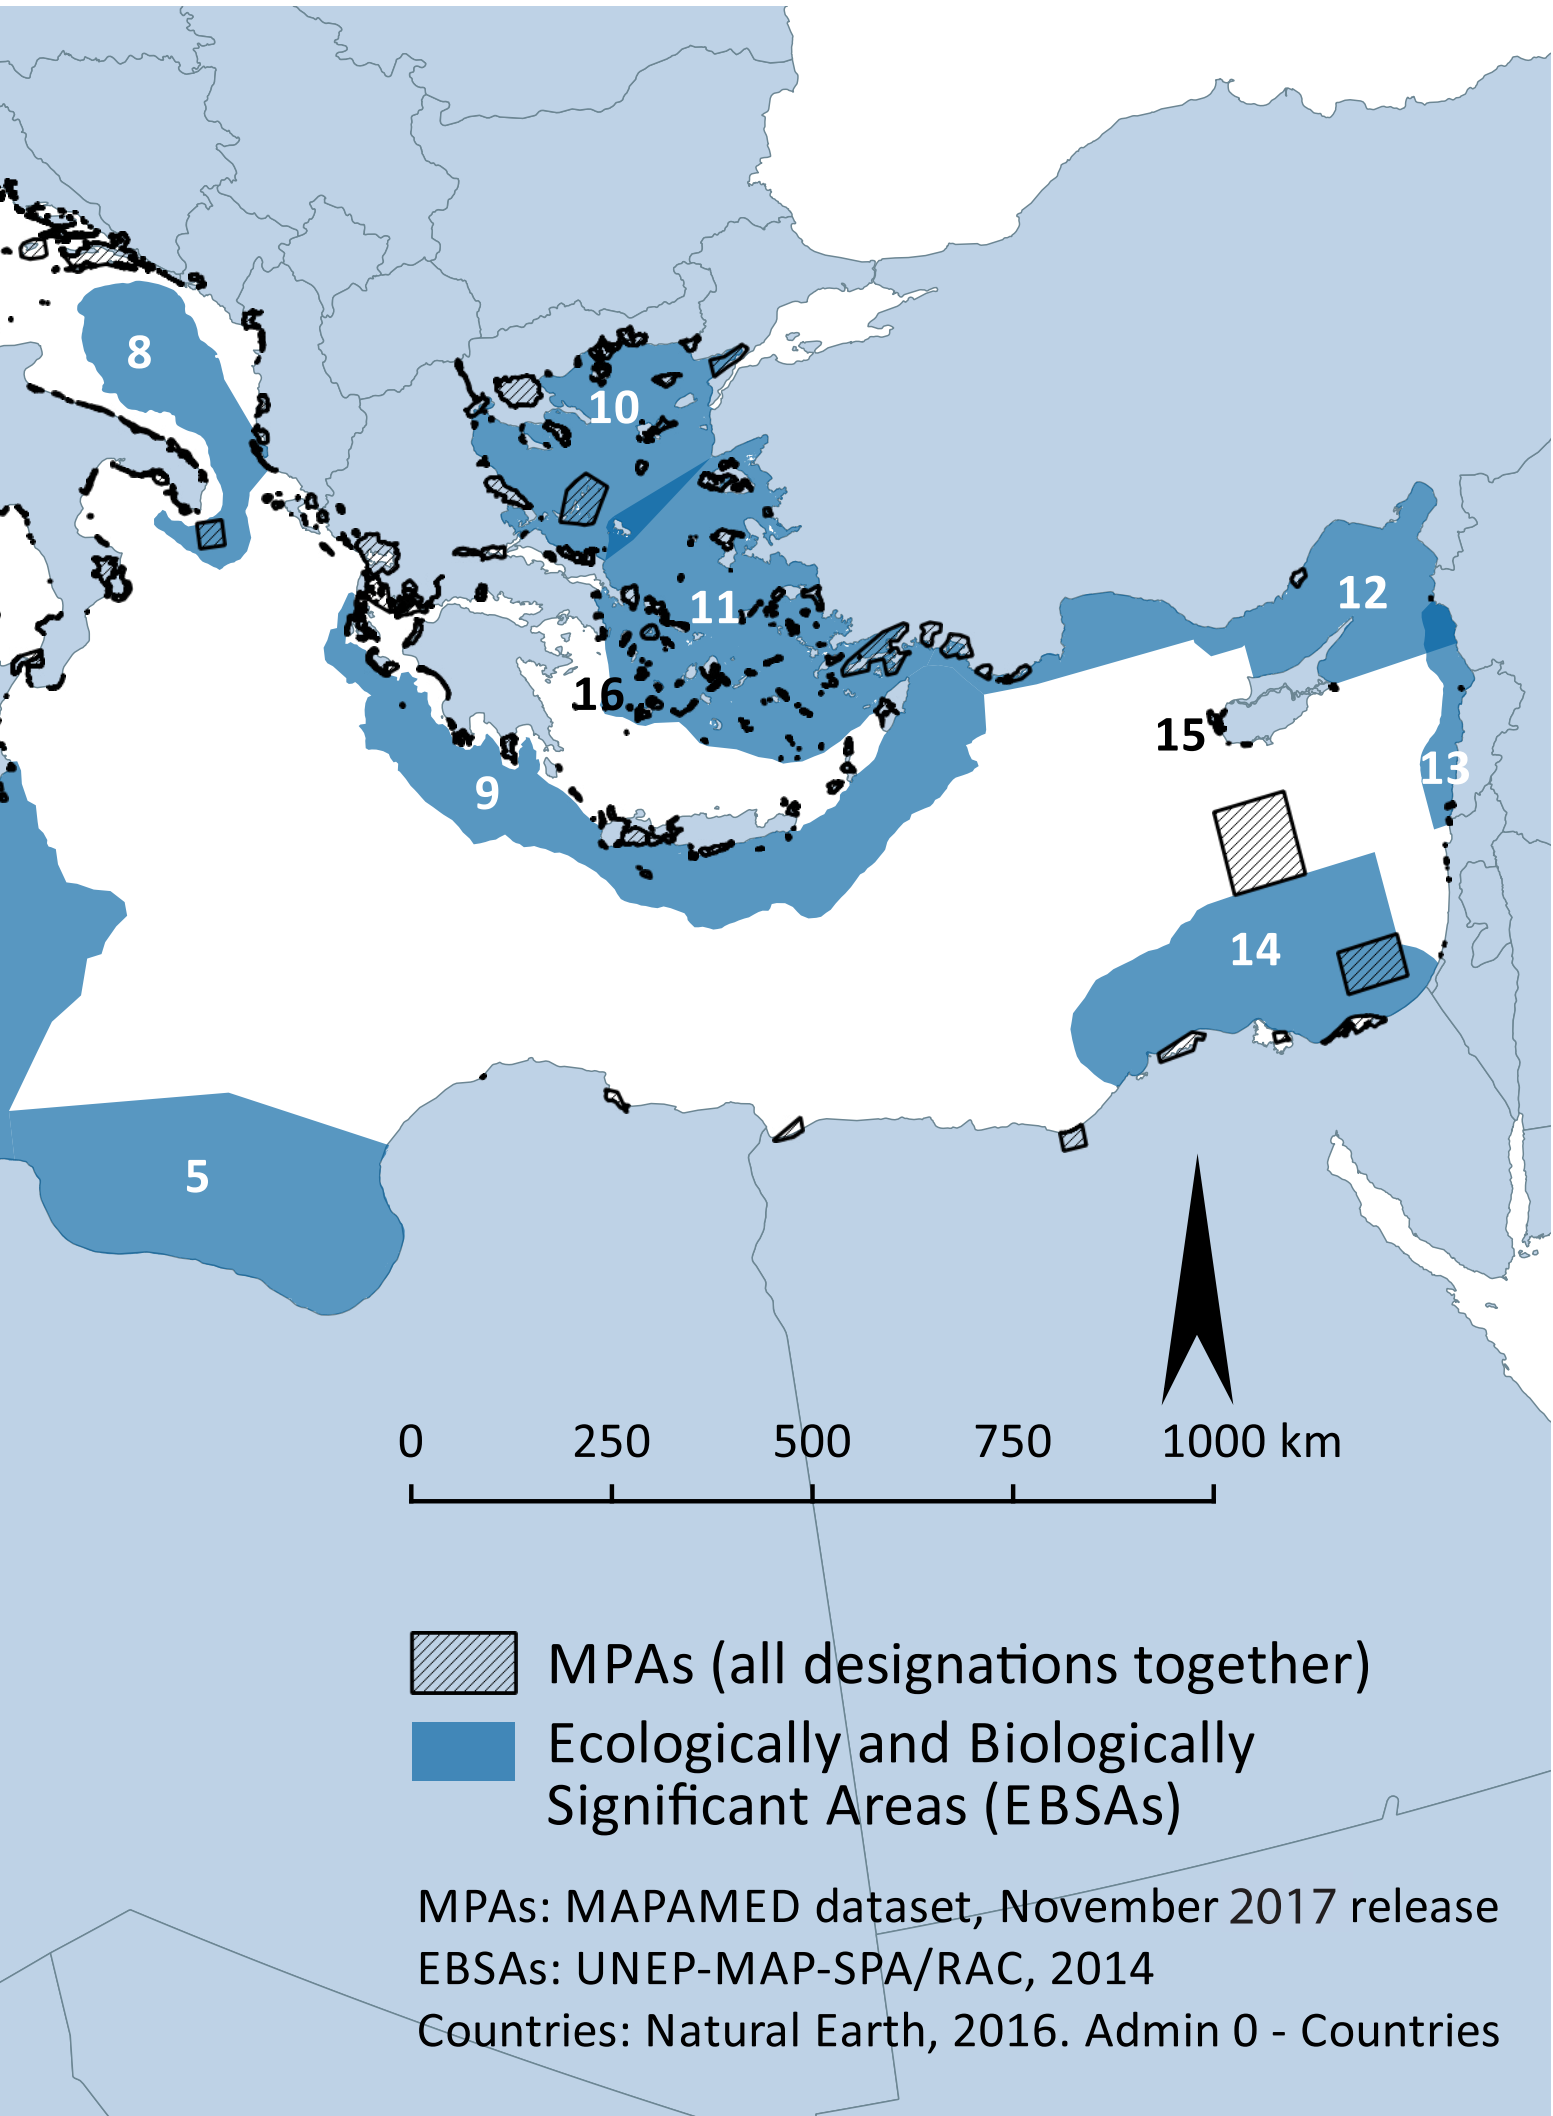 8
10
12
11
16
15
13
9
14
5
0 250 500 750 1000 km
MPAs (all designations together)
Ecologically and Biologically
Significant Areas (EBSAs)
MPAs: MAPAMED dataset, November 2017 release
EBSAs: UNEP-MAP-SPA/RAC, 2014
Countries: Natural Earth, 2016. Admin 0 - Countries